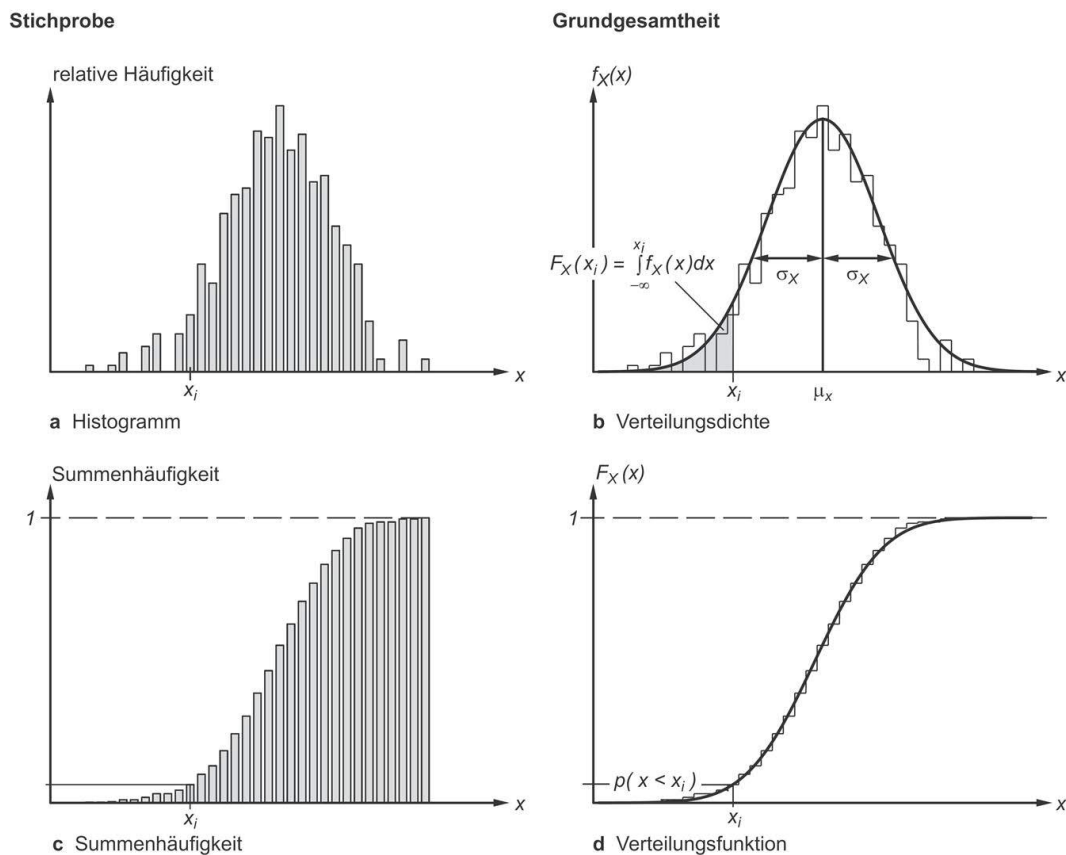 Stichprobe
Grundgesamtheit
relative Häufigkeit
f_X(x)
F_X(x_i) = ∫_{-∞}^{x_i} f_X(x)dx
σ_X
σ_X
x_i
x
x_i
μ_x
x
a Histogramm
b Verteilungsdichte
Summenhäufigkeit
F_X(x)
1
1
p( x < x_i )
x_i
x
x_i
x
c Summenhäufigkeit
d Verteilungsfunktion